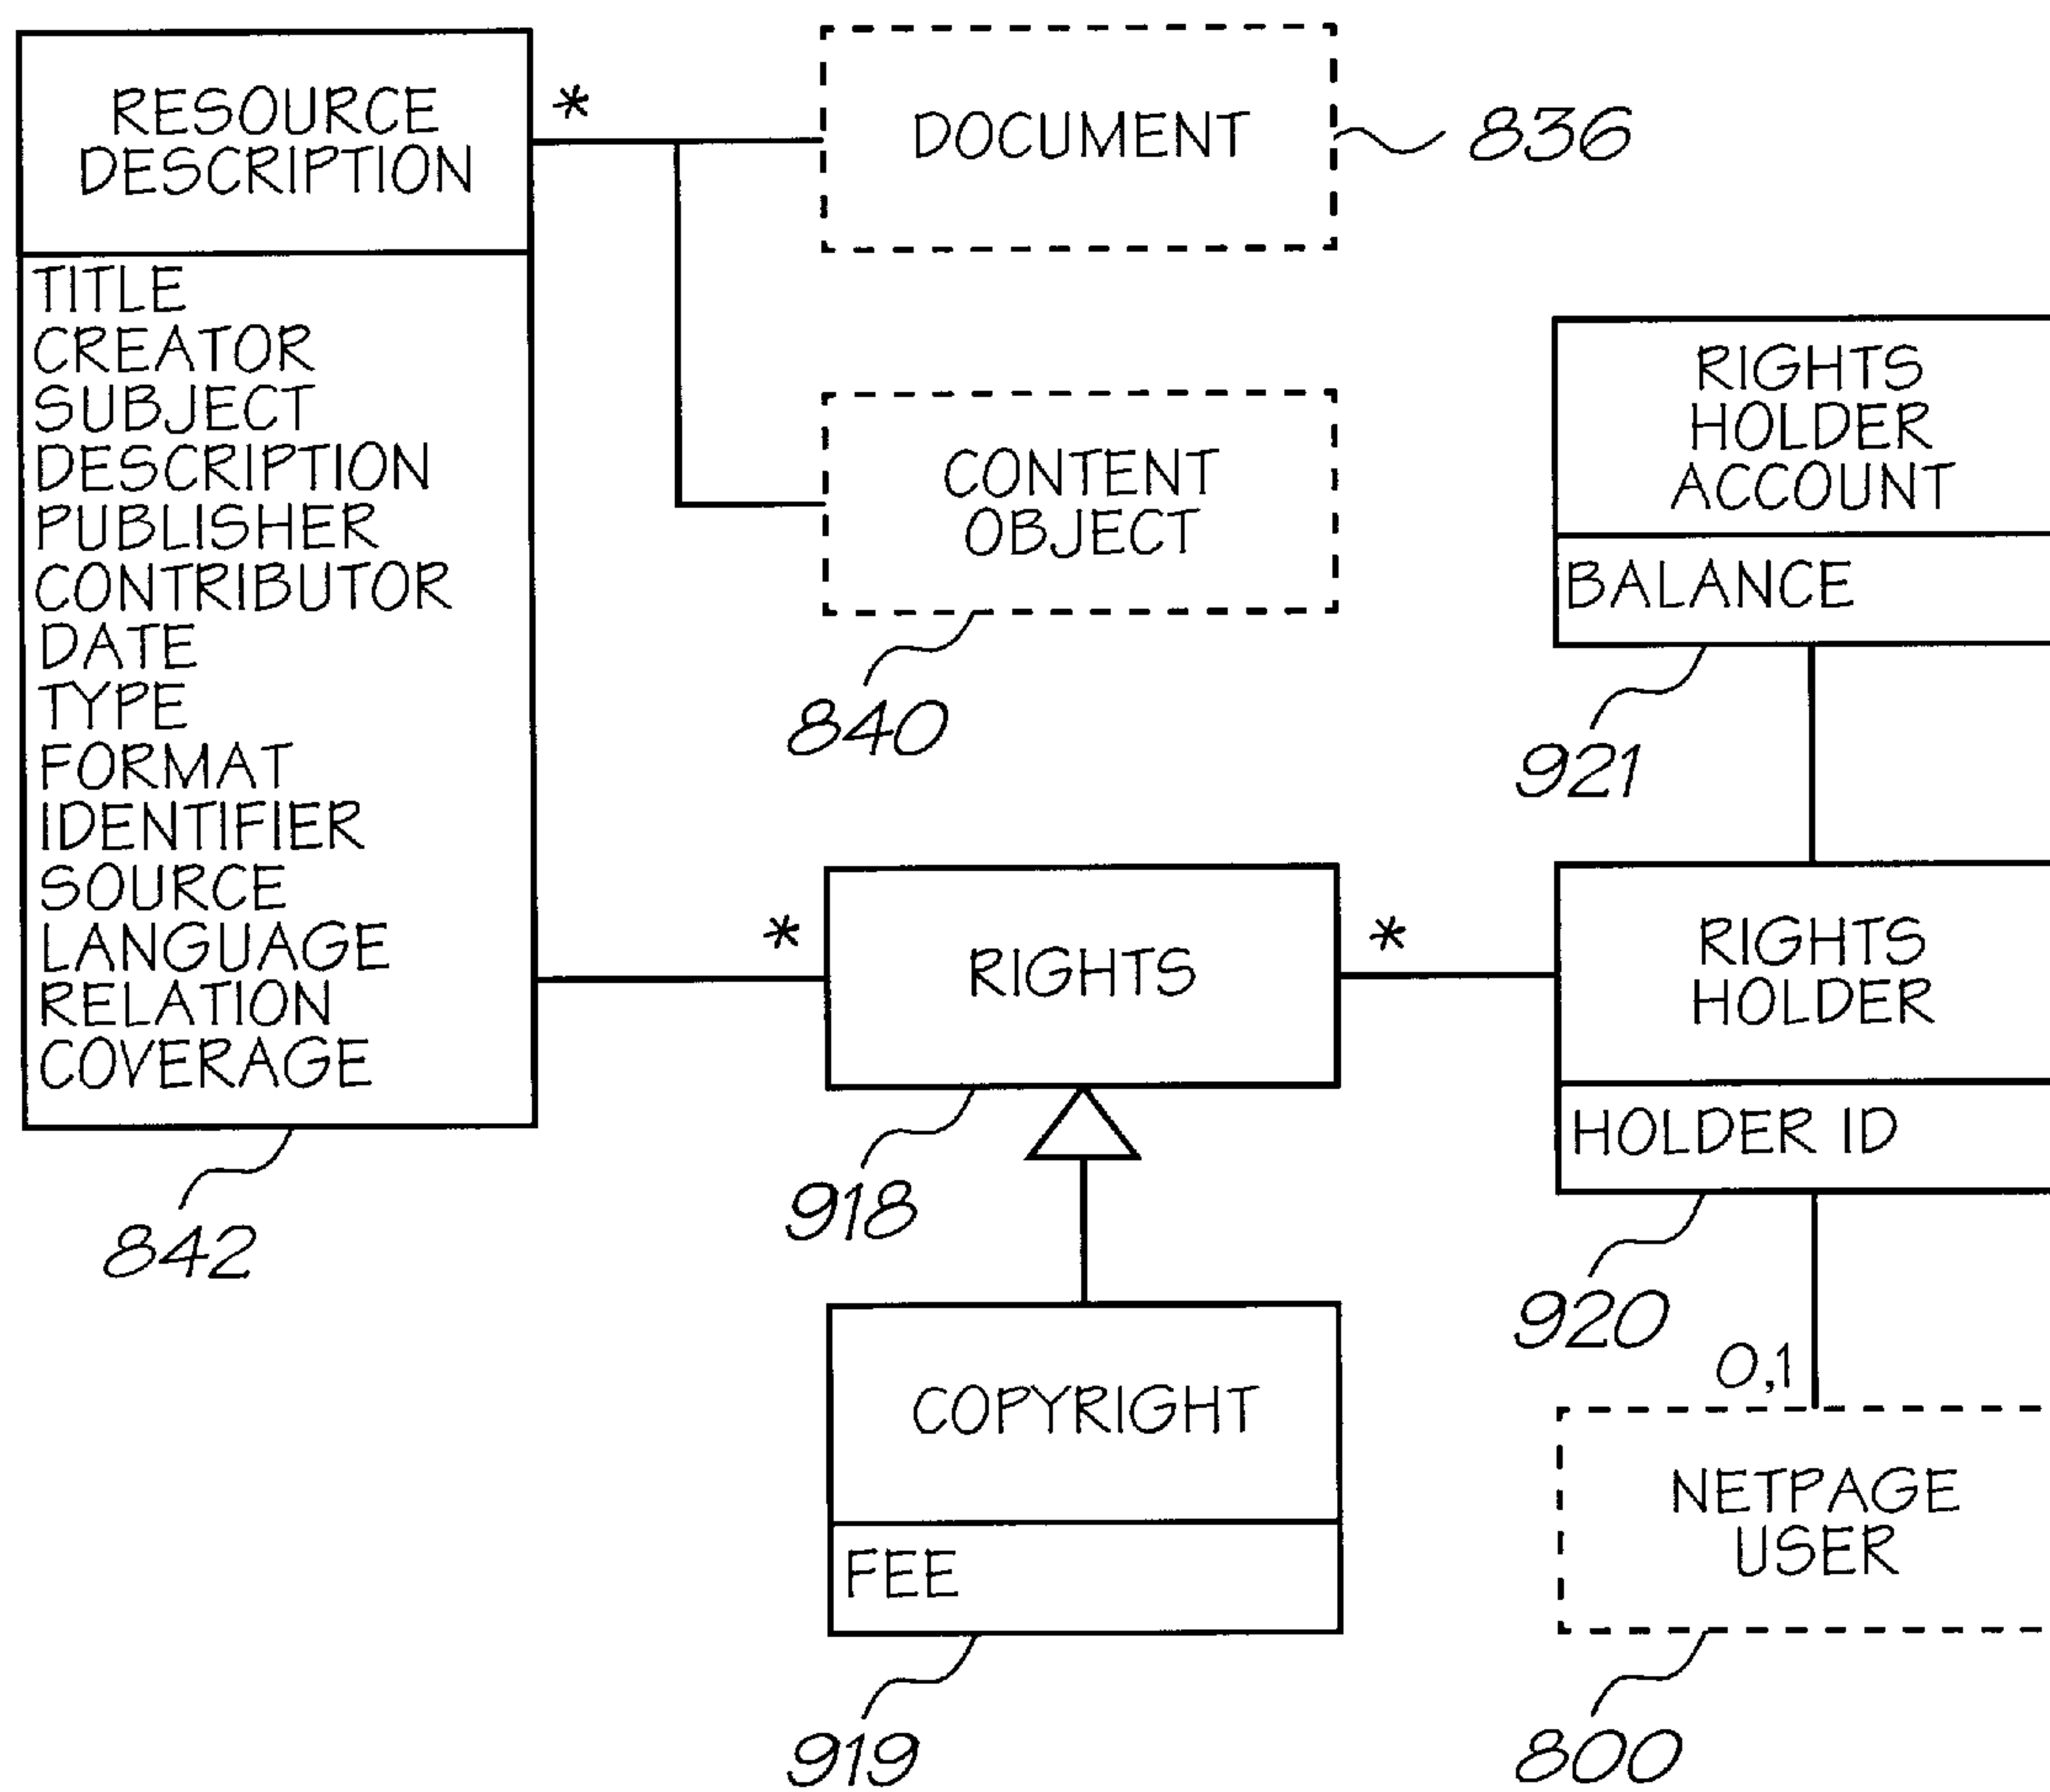 RESOURCE
DESCRIPTION
*
TITLE
CREATOR
SUBJECT
DESCRIPTION
PUBLISHER
CONTRIBUTOR
DATE
TYPE
FORMAT
IDENTIFIER
SOURCE
LANGUAGE
RELATION
COVERAGE
842
DOCUMENT
836
CONTENT
OBJECT
840
RIGHTS
HOLDER
ACCOUNT
BALANCE
921
*
RIGHTS
*
918
RIGHTS
HOLDER
HOLDER ID
920
COPYRIGHT
FEE
919
0,1
NETPAGE
USER
800